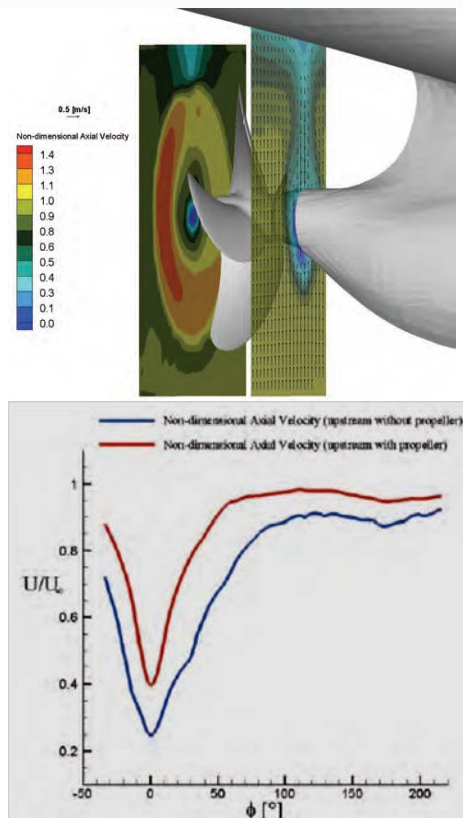 0.5 [m/s]
Non-dimensional Axial Velocity
1.4
1.3
1.1
1.0
0.9
0.8
0.6
0.5
0.4
0.3
0.2
0.0
Non-dimensional Axial Velocity (upstream without propeller)
Non-dimensional Axial Velocity (upstream with propeller)
1
0.8
U/U
0.6
0.4
0.2
-50 0 50 100 150 200
ϕ [°]